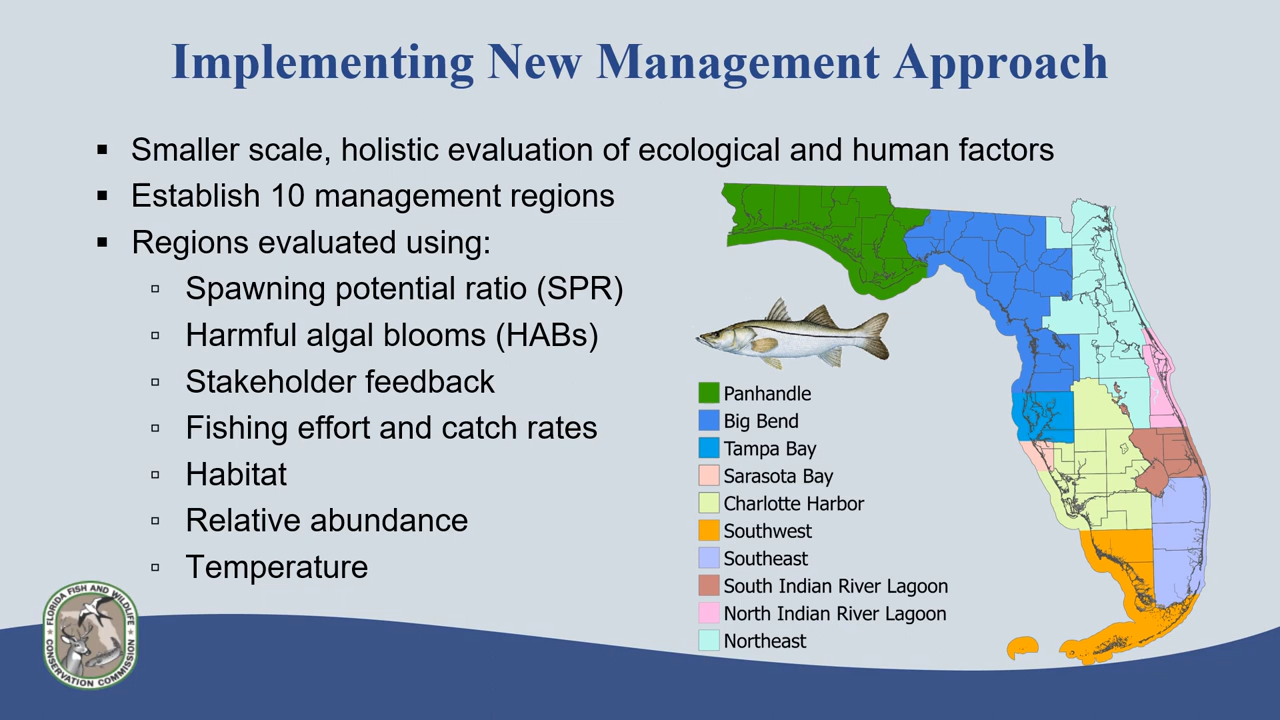 Implementing New Management Approach
▪ Smaller scale, holistic evaluation of ecological and human factors
▪ Establish 10 management regions
▪ Regions evaluated using:
▫ Spawning potential ratio (SPR)
▫ Harmful algal blooms (HABs)
▫ Stakeholder feedback
▫ Fishing effort and catch rates
▫ Habitat
▫ Relative abundance
▫ Temperature
Panhandle
Big Bend
Tampa Bay
Sarasota Bay
Charlotte Harbor
Southwest
Southeast
South Indian River Lagoon
North Indian River Lagoon
Northeast
FLORIDA FISH AND WILDLIFE
CONSERVATION COMMISSION